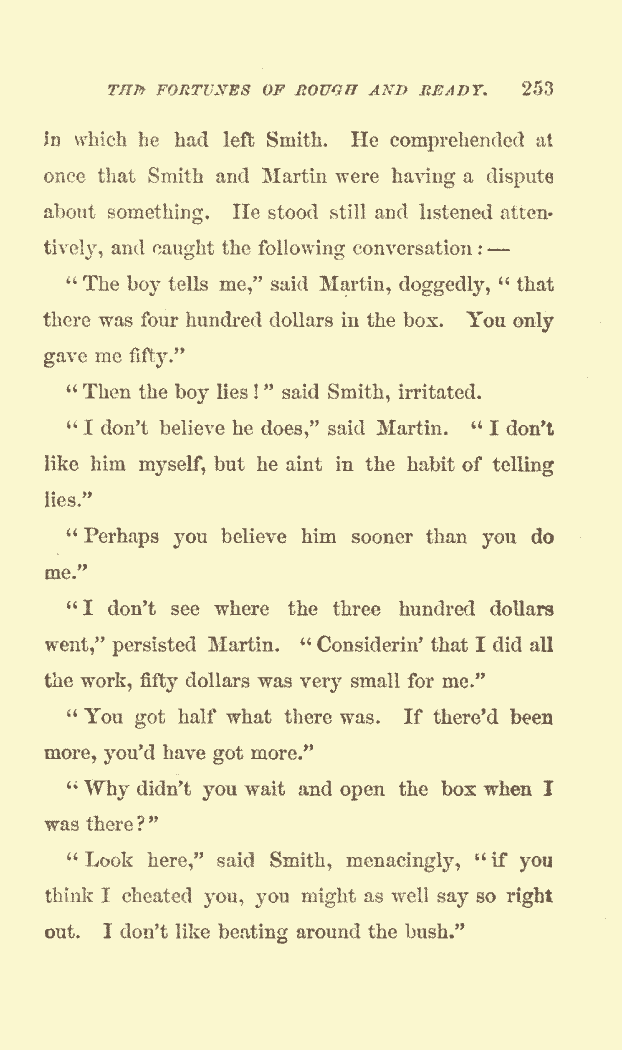 THE FORTUNES OF ROUGH AND READY. 253
in which he had left Smith. He comprehended at
once that Smith and Martin were having a dispute
about something. He stood still and listened atten-
tively, and caught the following conversation: —
"The boy tells me," said Martin, doggedly, "that
there was four hundred dollars in the box. You only
gave me fifty."
"Then the boy lies!" said Smith, irritated.
"I don't believe he does," said Martin. "I don't
like him myself, but he aint in the habit of telling
lies."
"Perhaps you believe him sooner than you do
me."
"I don't see where the three hundred dollars
went," persisted Martin. "Considerin' that I did all
the work, fifty dollars was very small for me."
"You got half what there was. If there'd been
more, you'd have got more."
"Why didn't you wait and open the box when I
was there?"
"Look here," said Smith, menacingly, "if you
think I cheated you, you might as well say so right
out. I don't like beating around the bush."